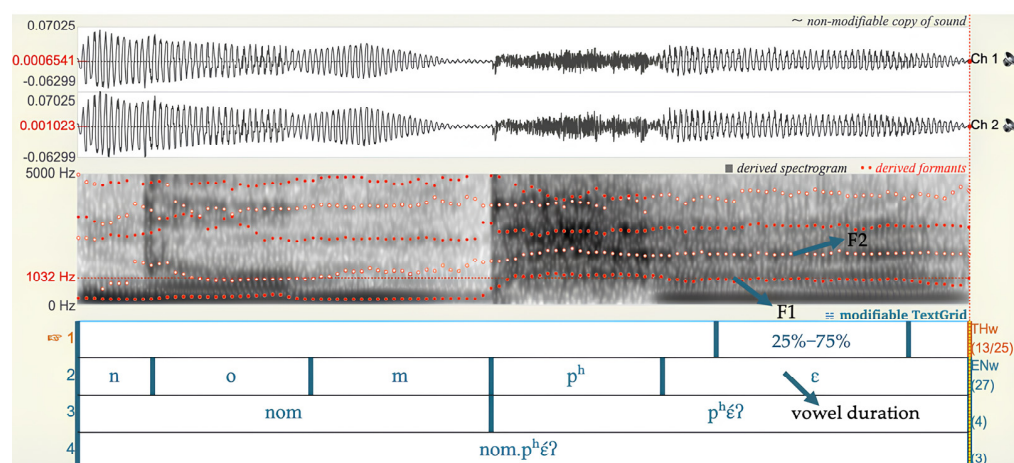 0.07025
~ non-modifiable copy of sound
0.0006541
Ch 1
-0.06299
0.07025
0.001023
Ch 2
-0.06299
5000 Hz
derived spectrogram derived formants
F2
1032 Hz
0 Hz
F1
modifiable TextGrid
1 25%–75% THw
(13/25)
2 n o m pʰ ɛ ENw
(27)
3 nom pʰɛ́ʔ vowel duration
(4)
4 nom.pʰɛ́ʔ
(3)